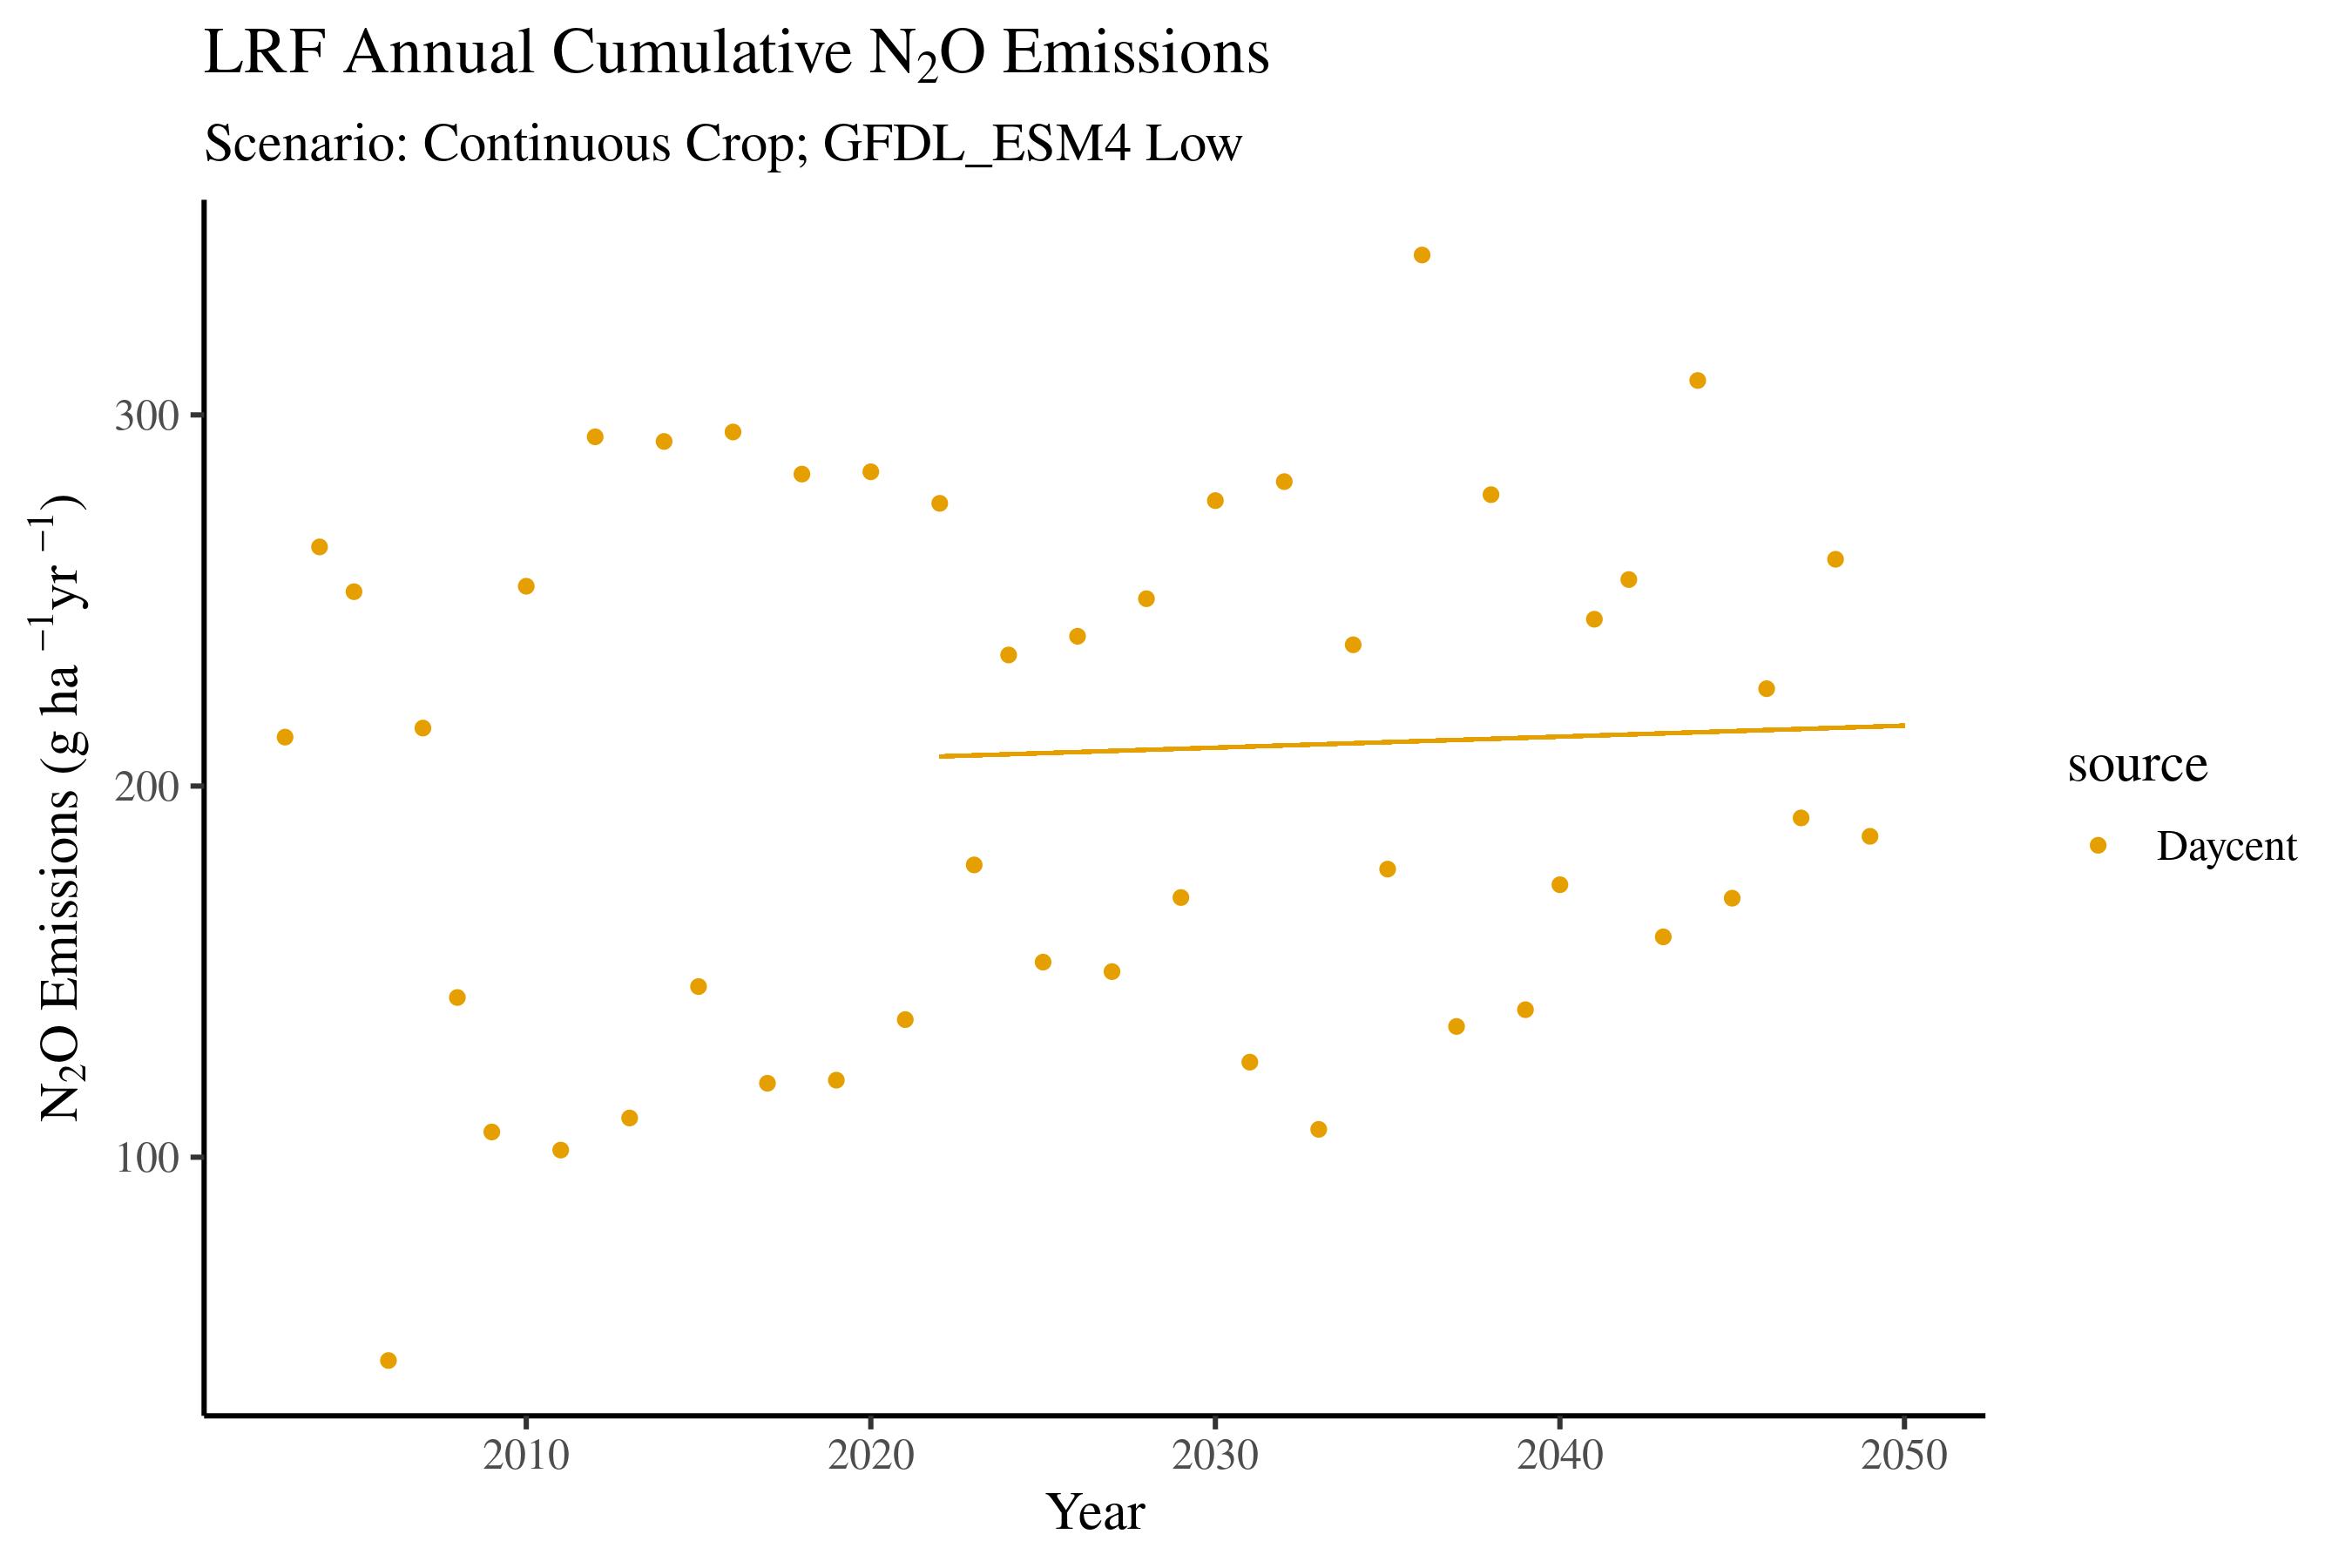 LRF Annual Cumulative N₂O Emissions
Scenario: Continuous Crop; GFDL_ESM4 Low
N₂O Emissions (g ha⁻¹yr⁻¹)
300
200
100
2010 2020 2030 2040 2050
Year
source
Daycent